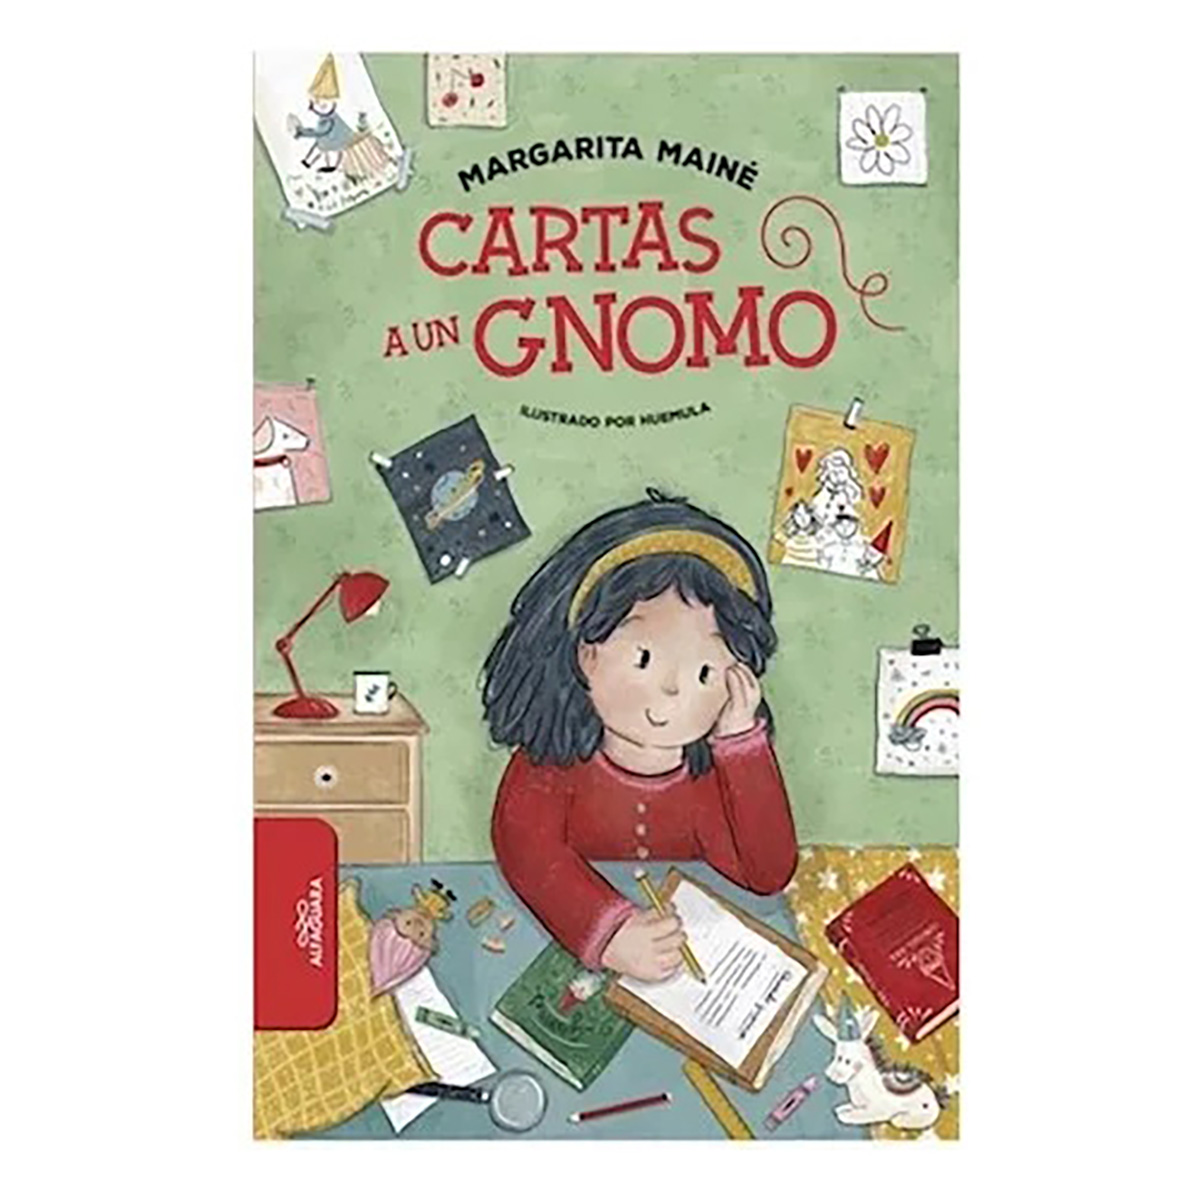 MARGARITA MAINÉ
CARTAS
A UN GNOMO
ILUSTRADO POR HUEMULA
ALFAGUARA